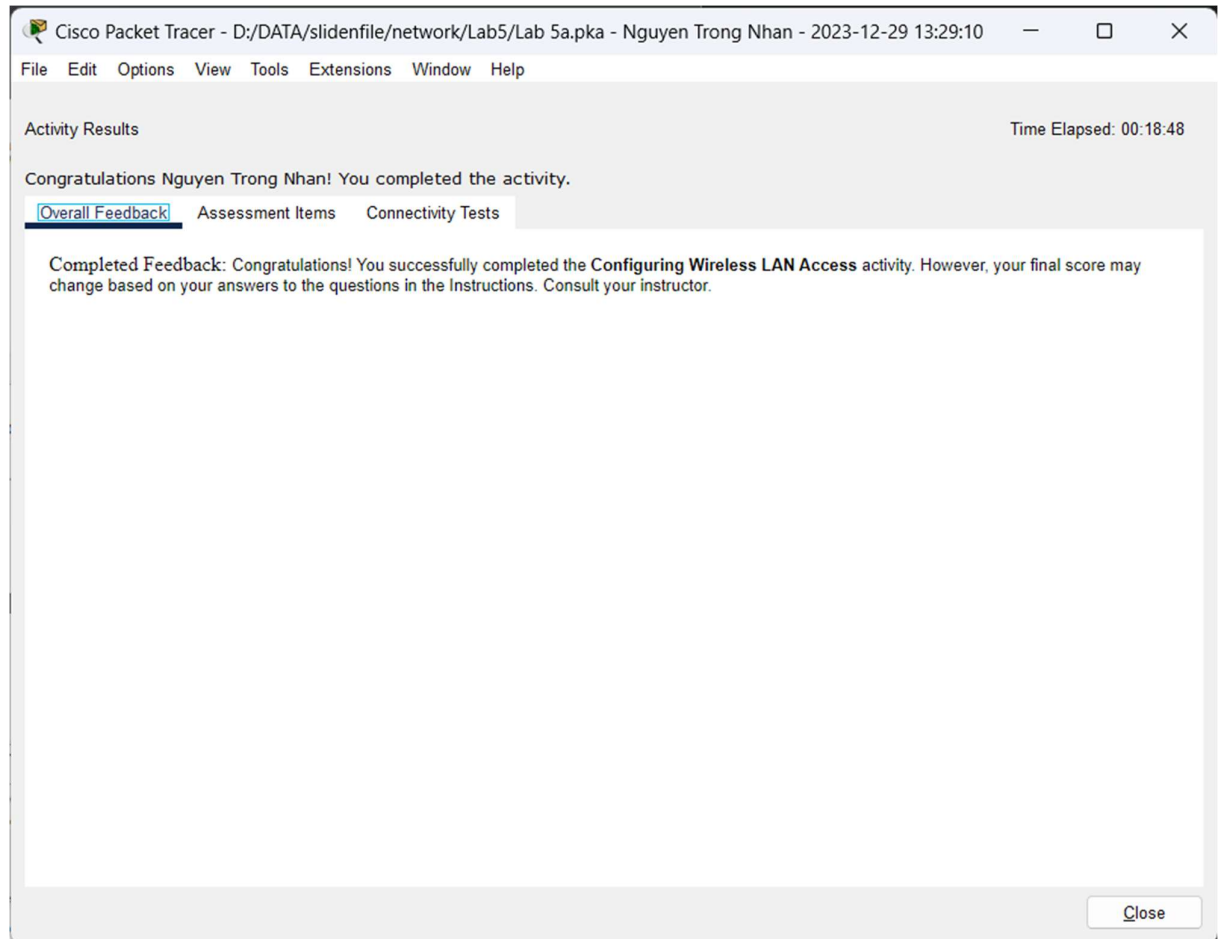 Cisco Packet Tracer - D:/DATA/slidenfile/network/Lab5/Lab 5a.pka - Nguyen Trong Nhan - 2023-12-29 13:29:10
File Edit Options View Tools Extensions Window Help
Activity Results Time Elapsed: 00:18:48
Congratulations Nguyen Trong Nhan! You completed the activity.
Overall Feedback Assessment Items Connectivity Tests
Completed Feedback: Congratulations! You successfully completed the Configuring Wireless LAN Access activity. However, your final score may
change based on your answers to the questions in the Instructions. Consult your instructor.
Close